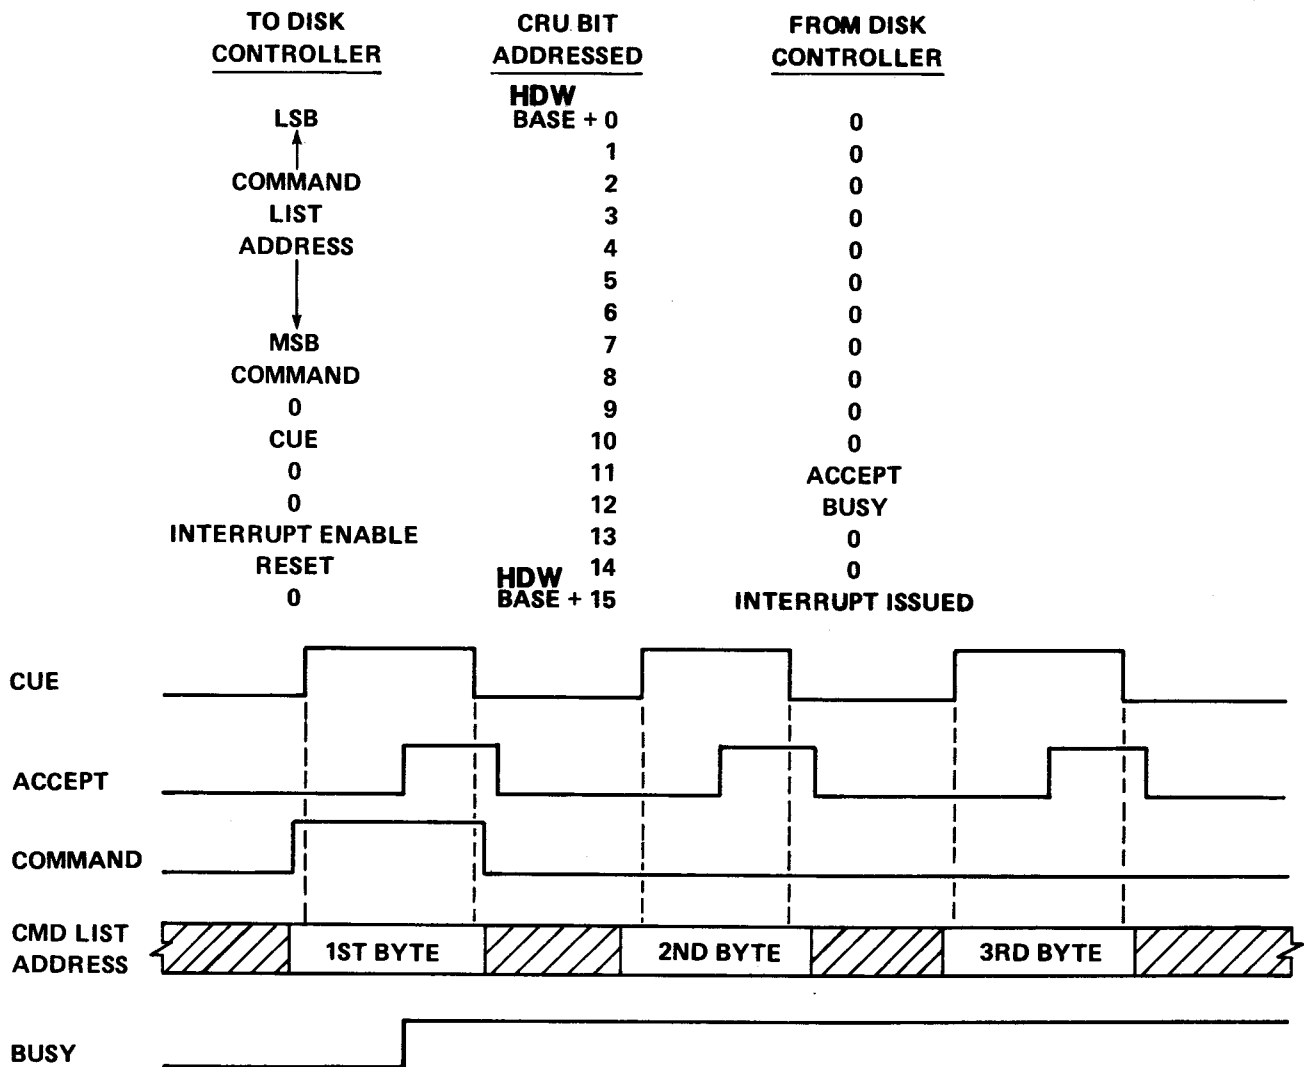 TO DISK CONTROLLER CRU BIT ADDRESSED FROM DISK CONTROLLER
HDW
LSB BASE + 0 0
1 0
COMMAND 2 0
LIST 3 0
ADDRESS 4 0
5 0
6 0
MSB 7 0
COMMAND 8 0
0 9 0
CUE 10 0
0 11 ACCEPT
0 12 BUSY
INTERRUPT ENABLE 13 0
RESET 14 0
HDW
0 BASE + 15 INTERRUPT ISSUED
CUE
ACCEPT
COMMAND
CMD LIST ADDRESS 1ST BYTE 2ND BYTE 3RD BYTE
BUSY